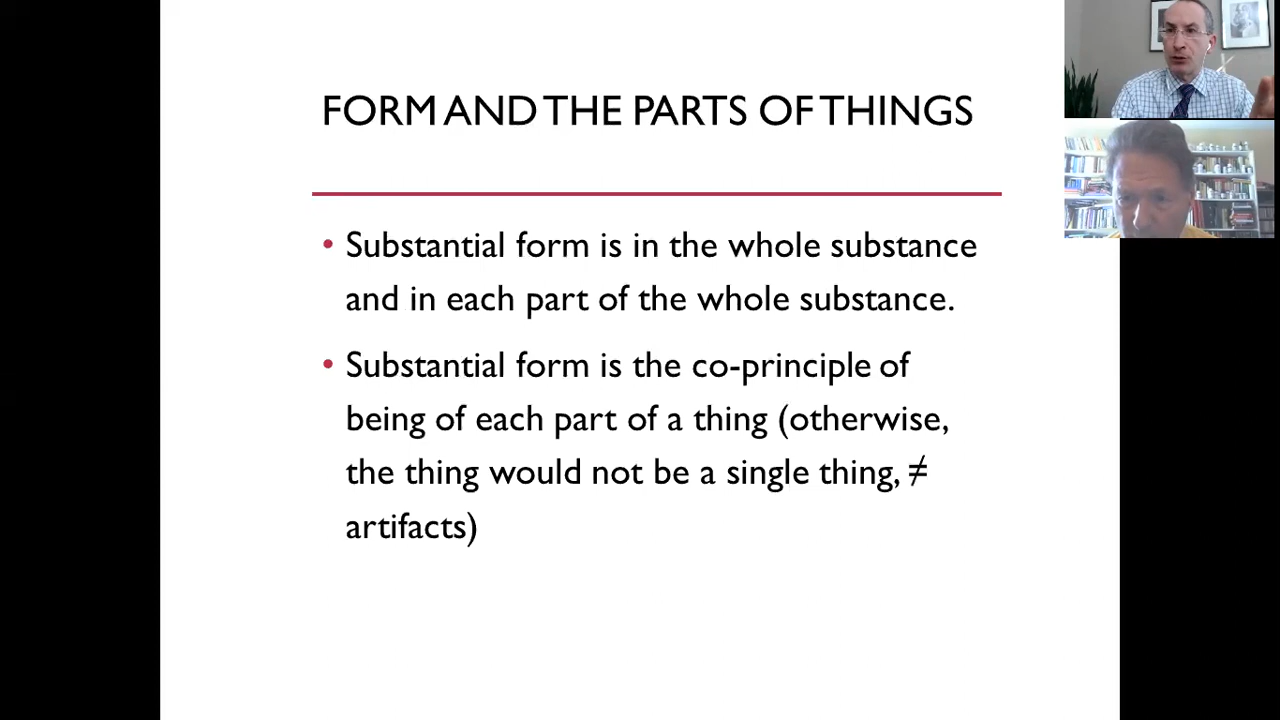 FORM AND THE PARTS OF THINGS
• Substantial form is in the whole substance
and in each part of the whole substance.
• Substantial form is the co-principle of
being of each part of a thing (otherwise,
the thing would not be a single thing, ≠
artifacts)